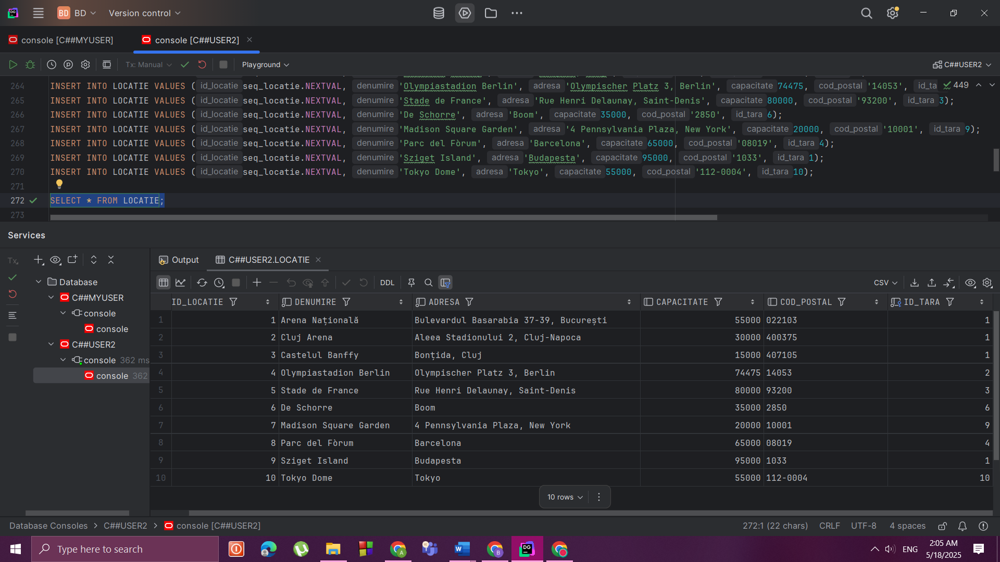 BD BD Version control
console [C##MYUSER] console [C##USER2]
Tx: Manual Playground C##USER2
264 INSERT INTO LOCATIE VALUES ( id_locatie seq_locatie.NEXTVAL, denumire 'Olympiastadion Berlin', adresa 'Olympischer Platz 3, Berlin', capacitate 74475, cod_postal '14053', id_ta 449
265 INSERT INTO LOCATIE VALUES ( id_locatie seq_locatie.NEXTVAL, denumire 'Stade de France', adresa 'Rue Henri Delaunay, Saint-Denis', capacitate 80000, cod_postal '93200', id_tara 3);
266 INSERT INTO LOCATIE VALUES ( id_locatie seq_locatie.NEXTVAL, denumire 'De Schorre', adresa 'Boom', capacitate 35000, cod_postal '2850', id_tara 6);
267 INSERT INTO LOCATIE VALUES ( id_locatie seq_locatie.NEXTVAL, denumire 'Madison Square Garden', adresa '4 Pennsylvania Plaza, New York', capacitate 20000, cod_postal '10001', id_tara 9);
268 INSERT INTO LOCATIE VALUES ( id_locatie seq_locatie.NEXTVAL, denumire 'Parc del Fòrum', adresa 'Barcelona', capacitate 65000, cod_postal '08019', id_tara 4);
269 INSERT INTO LOCATIE VALUES ( id_locatie seq_locatie.NEXTVAL, denumire 'Sziget Island', adresa 'Budapesta', capacitate 95000, cod_postal '1033', id_tara 1);
270 INSERT INTO LOCATIE VALUES ( id_locatie seq_locatie.NEXTVAL, denumire 'Tokyo Dome', adresa 'Tokyo', capacitate 55000, cod_postal '112-0004', id_tara 10);
271
272 SELECT * FROM LOCATIE;
273
Services
Tx
Database
C##MYUSER
console
console
C##USER2
console 362 ms
console 362
Output C##USER2.LOCATIE
DDL CSV
ID_LOCATIE DENUMIRE ADRESA CAPACITATE COD_POSTAL ID_TARA
1 1 Arena Națională Bulevardul Basarabia 37-39, București 55000 022103 1
2 2 Cluj Arena Aleea Stadionului 2, Cluj-Napoca 30000 400375 1
3 3 Castelul Banffy Bonțida, Cluj 15000 407105 1
4 4 Olympiastadion Berlin Olympischer Platz 3, Berlin 74475 14053 2
5 5 Stade de France Rue Henri Delaunay, Saint-Denis 80000 93200 3
6 6 De Schorre Boom 35000 2850 6
7 7 Madison Square Garden 4 Pennsylvania Plaza, New York 20000 10001 9
8 8 Parc del Fòrum Barcelona 65000 08019 4
9 9 Sziget Island Budapesta 95000 1033 1
10 10 Tokyo Dome Tokyo 55000 112-0004 10
10 rows
Database Consoles > C##USER2 > console [C##USER2] 272:1 (22 chars) CRLF UTF-8 4 spaces
Type here to search ENG 2:05 AM
5/18/2025